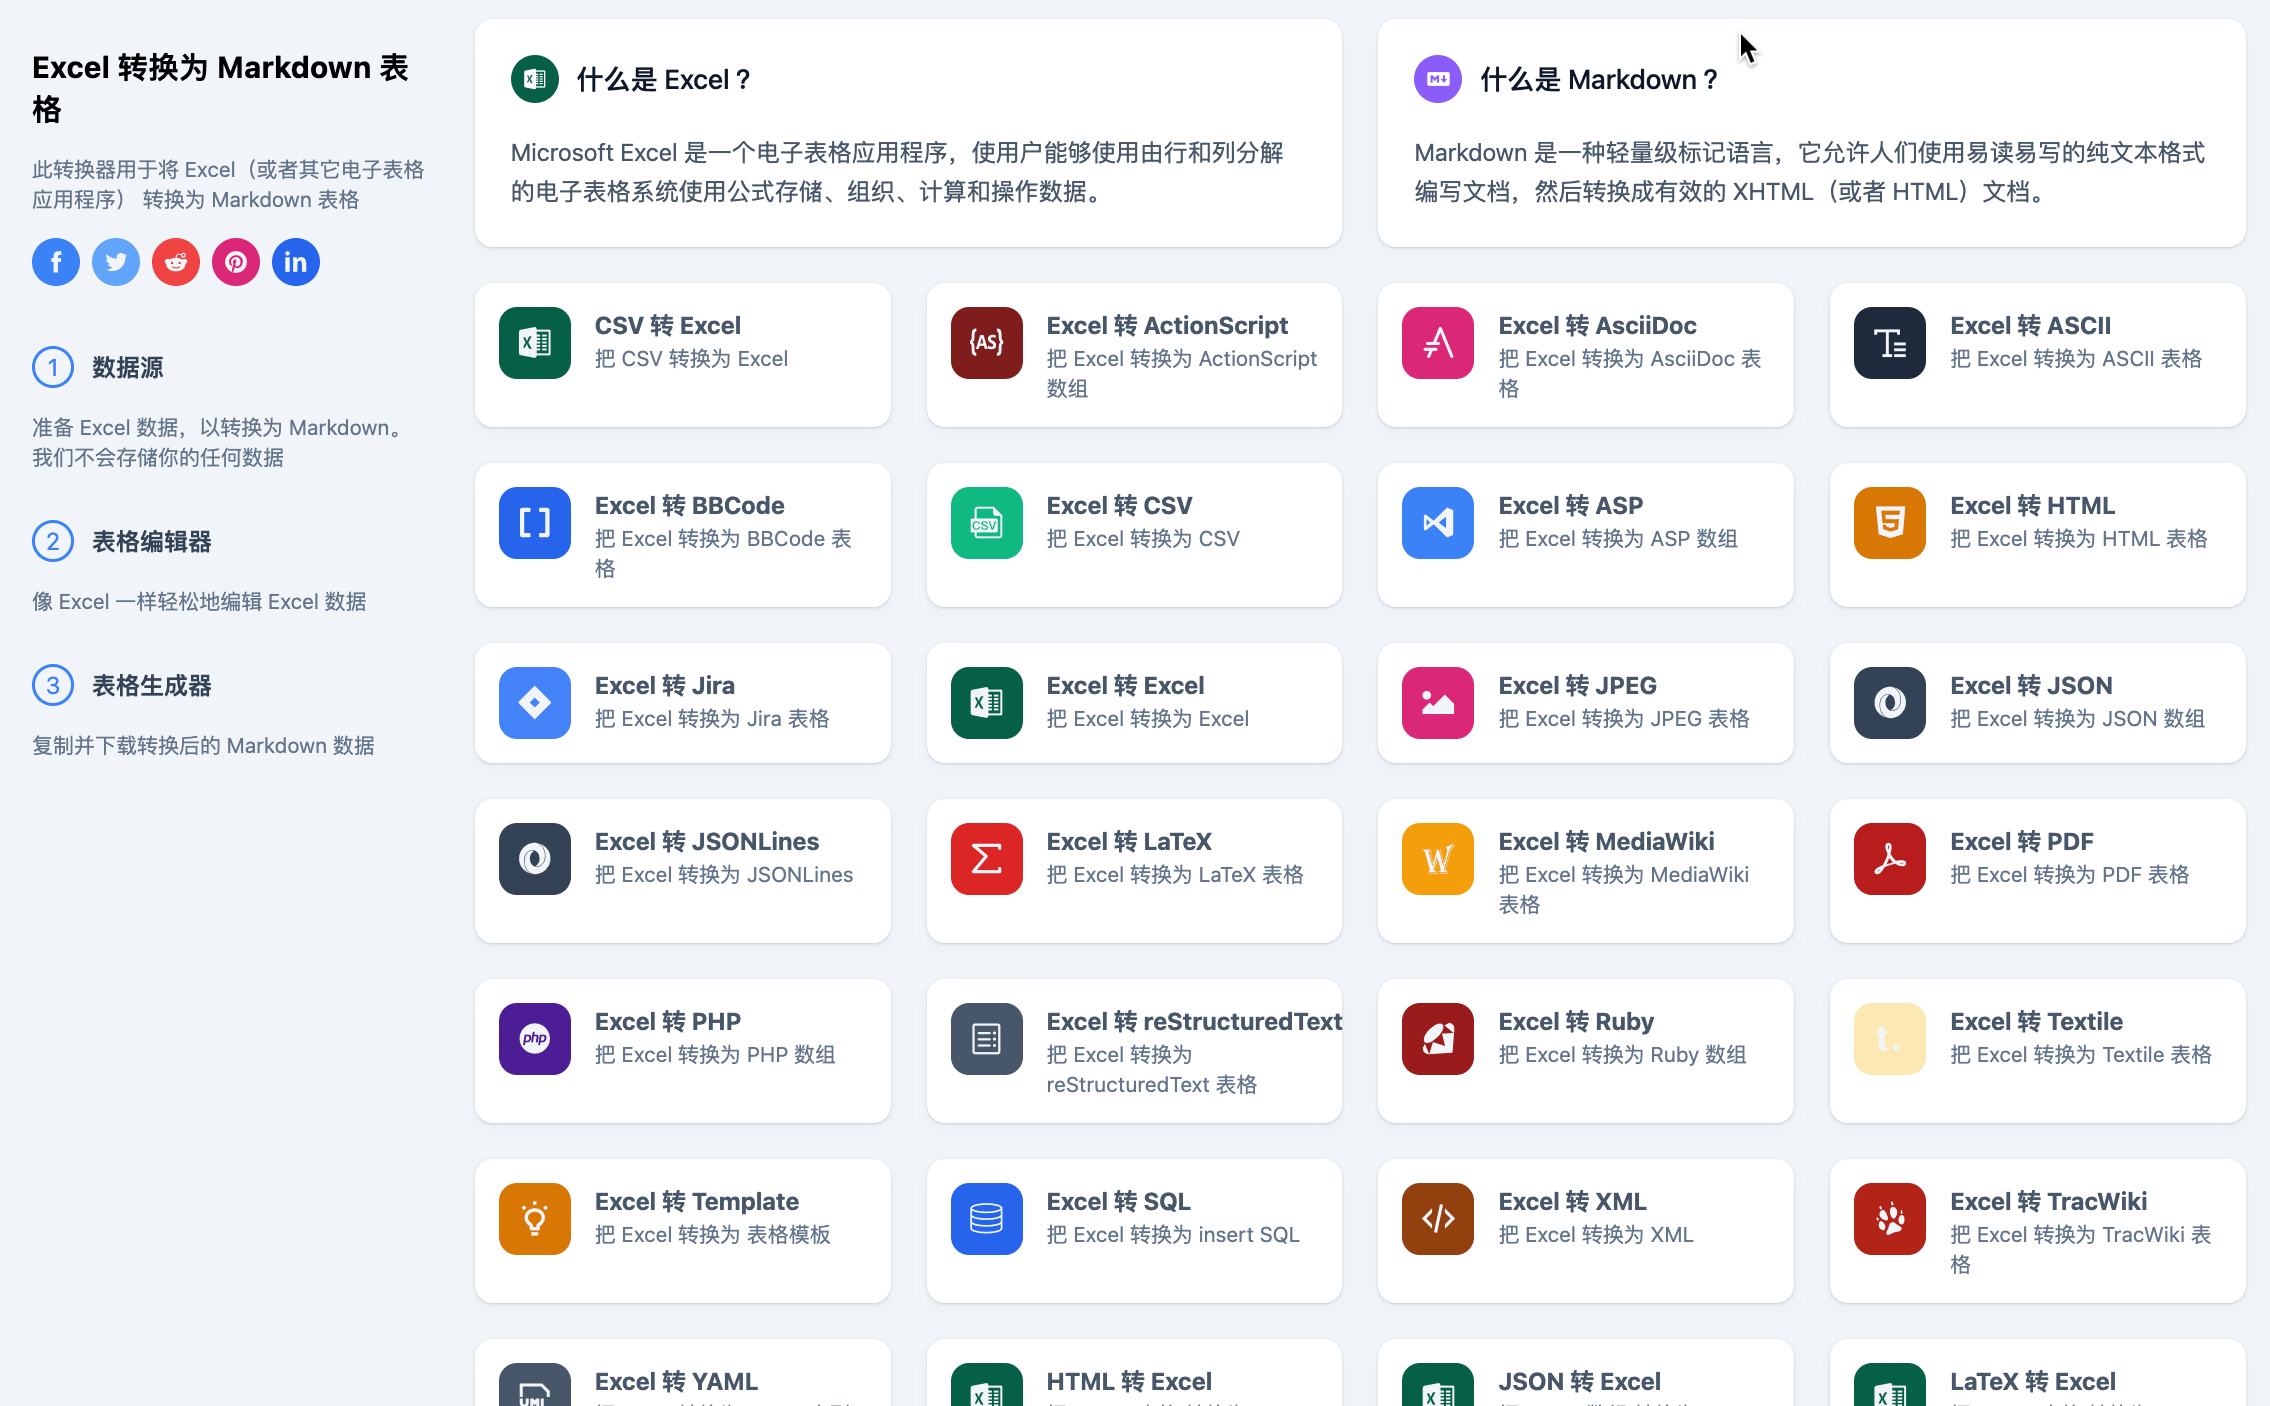 Excel 转换为 Markdown 表
格
此转换器用于将 Excel（或者其它电子表格
应用程序） 转换为 Markdown 表格
1 数据源
准备 Excel 数据，以转换为 Markdown。
我们不会存储你的任何数据
2 表格编辑器
像 Excel 一样轻松地编辑 Excel 数据
3 表格生成器
复制并下载转换后的 Markdown 数据
什么是 Excel ?
Microsoft Excel 是一个电子表格应用程序，使用户能够使用由行和列分解
的电子表格系统使用公式存储、组织、计算和操作数据。
什么是 Markdown ?
Markdown 是一种轻量级标记语言，它允许人们使用易读易写的纯文本格式
编写文档，然后转换成有效的 XHTML（或者 HTML）文档。
CSV 转 Excel
把 CSV 转换为 Excel
{AS}
Excel 转 ActionScript
把 Excel 转换为 ActionScript
数组
Excel 转 AsciiDoc
把 Excel 转换为 AsciiDoc 表
格
Excel 转 ASCII
把 Excel 转换为 ASCII 表格
Excel 转 BBCode
把 Excel 转换为 BBCode 表
格
CSV
Excel 转 CSV
把 Excel 转换为 CSV
Excel 转 ASP
把 Excel 转换为 ASP 数组
Excel 转 HTML
把 Excel 转换为 HTML 表格
Excel 转 Jira
把 Excel 转换为 Jira 表格
Excel 转 Excel
把 Excel 转换为 Excel
Excel 转 JPEG
把 Excel 转换为 JPEG 表格
Excel 转 JSON
把 Excel 转换为 JSON 数组
Excel 转 JSONLines
把 Excel 转换为 JSONLines
Excel 转 LaTeX
把 Excel 转换为 LaTeX 表格
W
Excel 转 MediaWiki
把 Excel 转换为 MediaWiki
表格
Excel 转 PDF
把 Excel 转换为 PDF 表格
php
Excel 转 PHP
把 Excel 转换为 PHP 数组
Excel 转 reStructuredText
把 Excel 转换为
reStructuredText 表格
Excel 转 Ruby
把 Excel 转换为 Ruby 数组
t.
Excel 转 Textile
把 Excel 转换为 Textile 表格
Excel 转 Template
把 Excel 转换为 表格模板
Excel 转 SQL
把 Excel 转换为 insert SQL
Excel 转 XML
把 Excel 转换为 XML
Excel 转 TracWiki
把 Excel 转换为 TracWiki 表
格
Excel 转 YAML
HTML 转 Excel
JSON 转 Excel
LaTeX 转 Excel